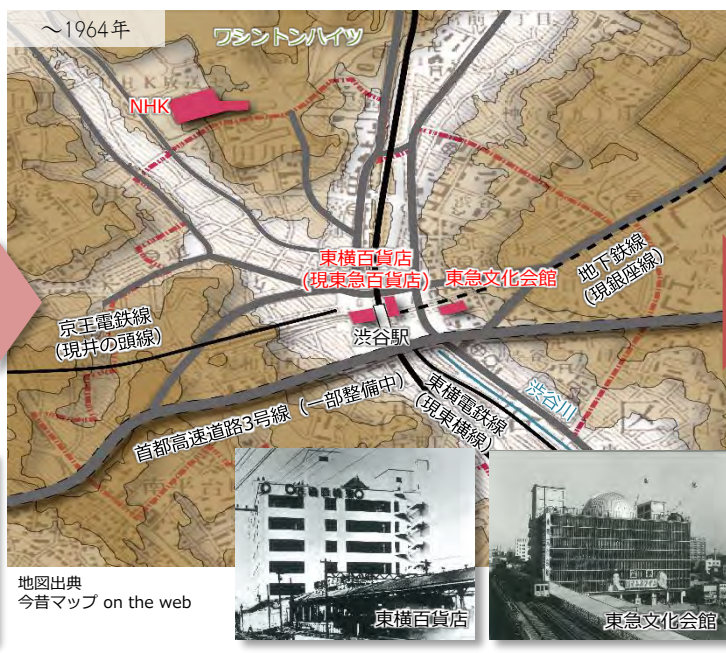 ～1964年
ワシントンハイツ
NHK
東横百貨店
(現東急百貨店)
東急文化会館
地下鉄線
(現銀座線)
京王電鉄線
(現井の頭線)
渋谷駅
首都高速道路3号線（一部整備中）
東横電鉄線
(現東横線)
渋谷川
区
地図出典
今昔マップ on the web
東横百貨店
東急文化会館